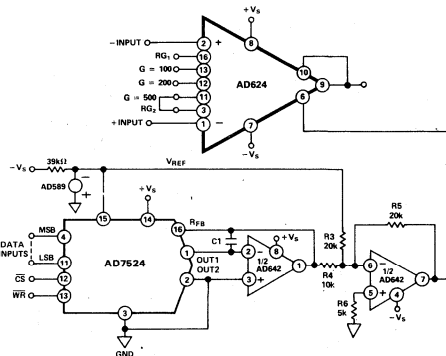 +VS
−INPUT
2
+
8
RG1
16
G = 100
13
10
G = 200
12
AD624
9
G = 500
11
6
RG2
3
+INPUT
1
−
7
−VS
39kΩ
−VS
VREF
AD589
−
+
+VS
R5
20k
15
14
16
RFB
C1
+VS
R3
20k
MSB
4
DATA
INPUTS
AD7524
1
2
−
8
6
−
LSB
11
OUT1
OUT2
1/2
AD642
1
R4
10k
1/2
AD642
7
CS
12
2
3
+
R6
5k
5
+
4
WR
13
−VS
3
GND